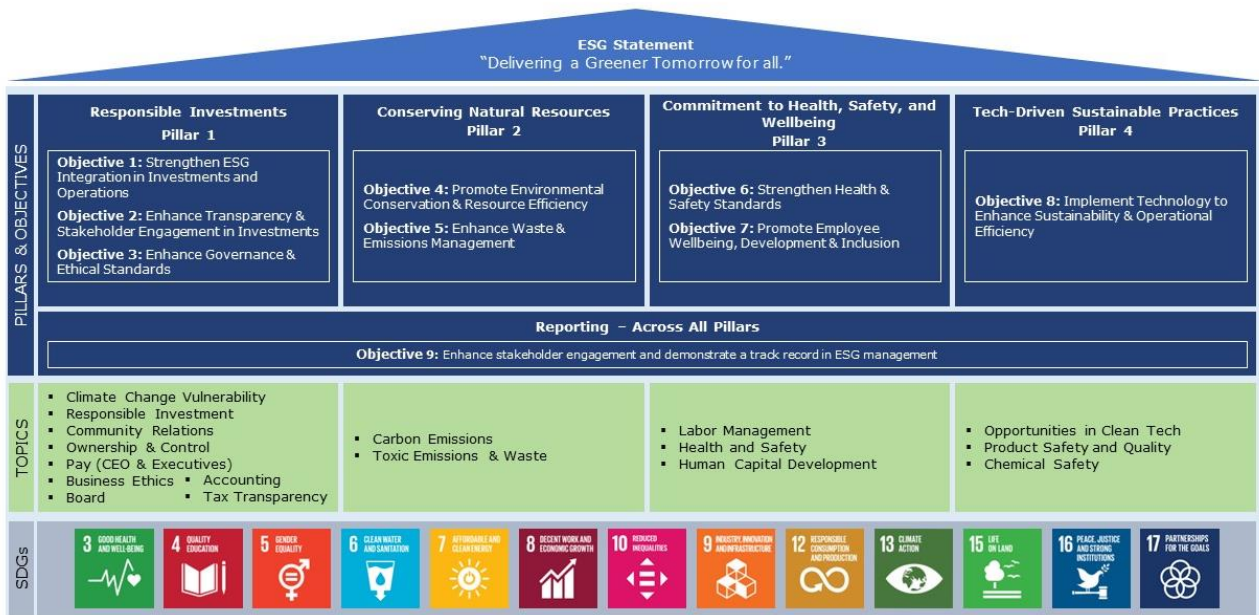 ESG Statement
“Delivering a Greener Tomorrow for all.”
PILLARS & OBJECTIVES
Responsible Investments
Pillar 1
Objective 1: Strengthen ESG
Integration in Investments and
Operations
Objective 2: Enhance Transparency &
Stakeholder Engagement in Investments
Objective 3: Enhance Governance &
Ethical Standards
Conserving Natural Resources
Pillar 2
Objective 4: Promote Environmental
Conservation & Resource Efficiency
Objective 5: Enhance Waste &
Emissions Management
Commitment to Health, Safety, and
Wellbeing
Pillar 3
Objective 6: Strengthen Health &
Safety Standards
Objective 7: Promote Employee
Wellbeing, Development & Inclusion
Tech-Driven Sustainable Practices
Pillar 4
Objective 8: Implement Technology to
Enhance Sustainability & Operational
Efficiency
Reporting – Across All Pillars
Objective 9: Enhance stakeholder engagement and demonstrate a track record in ESG management
TOPICS
▪ Climate Change Vulnerability
▪ Responsible Investment
▪ Community Relations
▪ Ownership & Control
▪ Pay (CEO & Executives)
▪ Business Ethics ▪ Accounting
▪ Board ▪ Tax Transparency
▪ Carbon Emissions
▪ Toxic Emissions & Waste
▪ Labor Management
▪ Health and Safety
▪ Human Capital Development
▪ Opportunities in Clean Tech
▪ Product Safety and Quality
▪ Chemical Safety
SDGs
3 GOOD HEALTH
AND WELL-BEING
4 QUALITY
EDUCATION
5 GENDER
EQUALITY
6 CLEAN WATER
AND SANITATION
7 AFFORDABLE AND
CLEAN ENERGY
8 DECENT WORK AND
ECONOMIC GROWTH
10 REDUCED
INEQUALITIES
9 INDUSTRY, INNOVATION
AND INFRASTRUCTURE
12 RESPONSIBLE
CONSUMPTION
AND PRODUCTION
13 CLIMATE
ACTION
15 LIFE
ON LAND
16 PEACE, JUSTICE
AND STRONG
INSTITUTIONS
17 PARTNERSHIPS
FOR THE GOALS